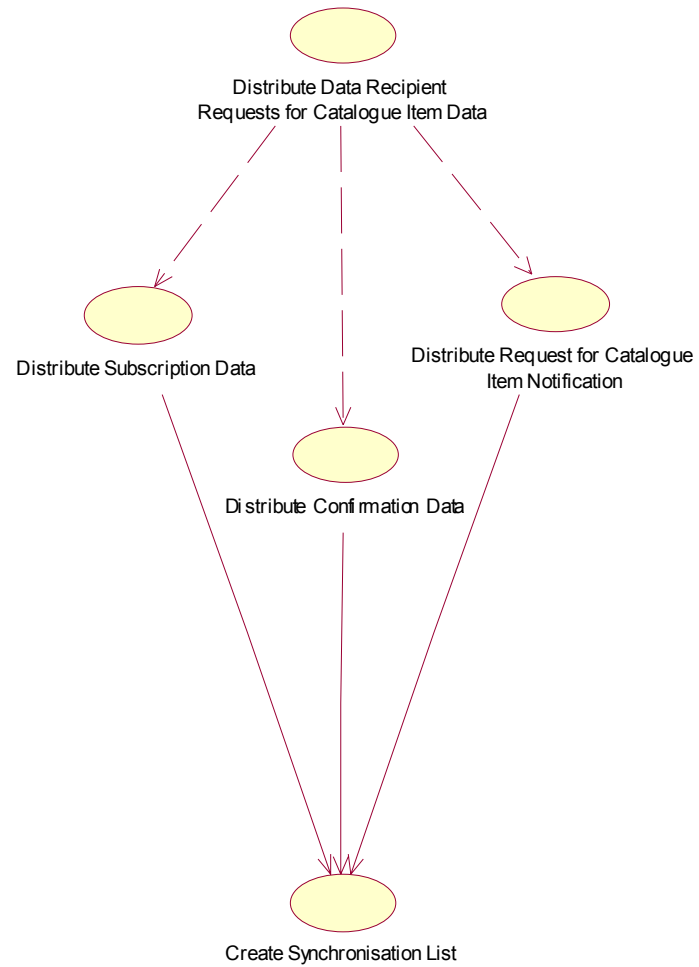 Distribute Data Recipient
Requests for Catalogue Item Data
Distribute Subscription Data
Distribute Request for Catalogue
Item Notification
Distribute Confirmation Data
Create Synchronisation List